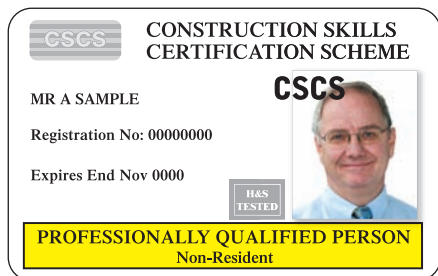 CSCS
CONSTRUCTION SKILLS
CERTIFICATION SCHEME
CSCS
MR A SAMPLE
Registration No: 00000000
Expires End Nov 0000
H&S
TESTED
PROFESSIONALLY QUALIFIED PERSON
Non-Resident